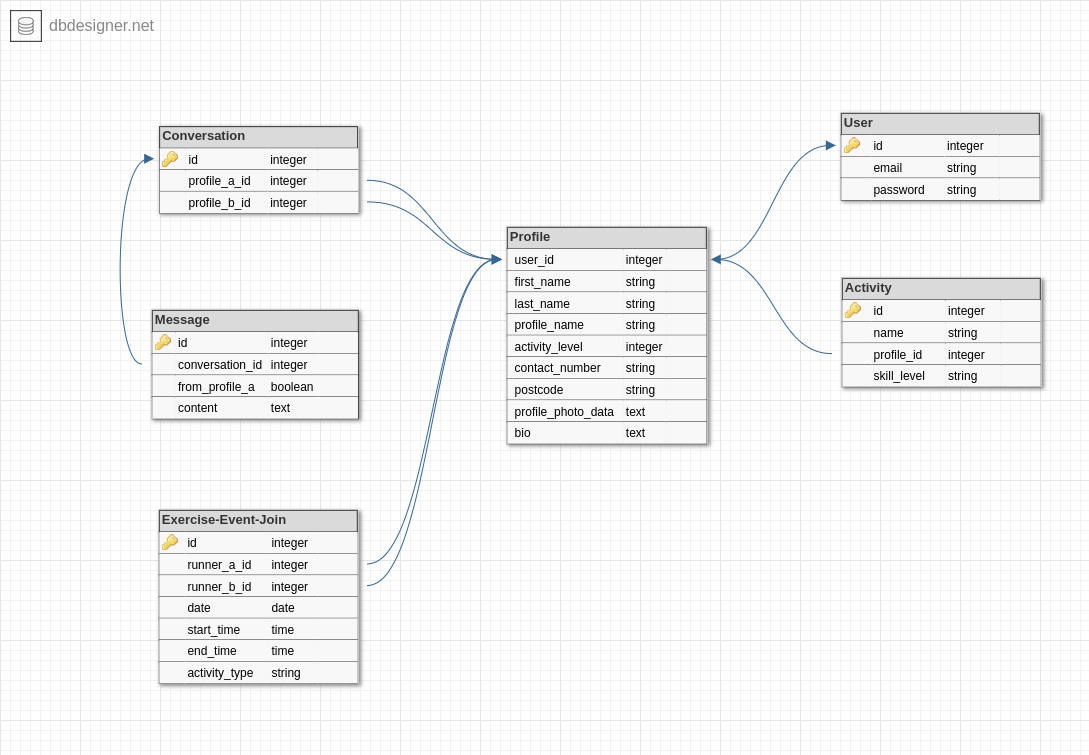 dbdesigner.net
Conversation
id integer
profile_a_id integer
profile_b_id integer
Message
id integer
conversation_id integer
from_profile_a boolean
content text
Exercise-Event-Join
id integer
runner_a_id integer
runner_b_id integer
date date
start_time time
end_time time
activity_type string
Profile
user_id integer
first_name string
last_name string
profile_name string
activity_level integer
contact_number string
postcode string
profile_photo_data text
bio text
User
id integer
email string
password string
Activity
id integer
name string
profile_id integer
skill_level string